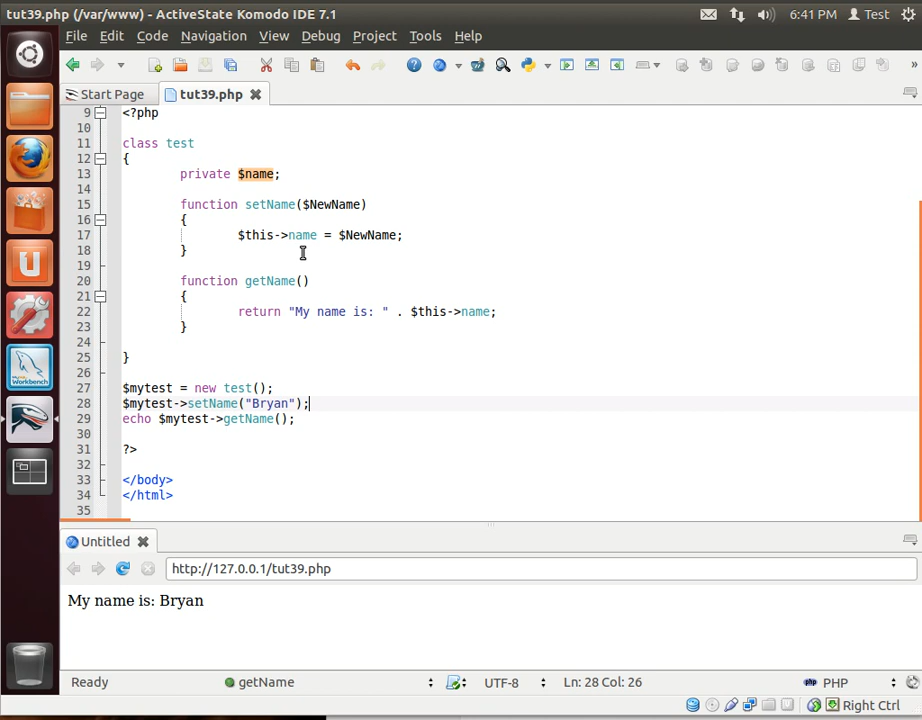 tut39.php (/var/www) - ActiveState Komodo IDE 7.1
6:41 PM Test
File Edit Code Navigation View Debug Project Tools Help
Start Page tut39.php
9 <?php
10
11 class test
12 {
13 private $name;
14
15 function setName($NewName)
16 {
17 $this->name = $NewName;
18 }
19
20 function getName()
21 {
22 return "My name is: " . $this->name;
23 }
24
25 }
26
27 $mytest = new test();
28 $mytest->setName("Bryan");
29 echo $mytest->getName();
30
31 ?>
32
33 </body>
34 </html>
35
Untitled
http://127.0.0.1/tut39.php
My name is: Bryan
Ready getName UTF-8 Ln: 28 Col: 26 php PHP
Right Ctrl